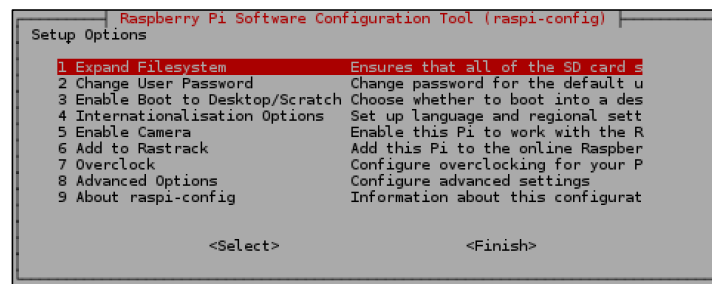 Raspberry Pi Software Configuration Tool (raspi-config)
Setup Options
1 Expand Filesystem Ensures that all of the SD card s
2 Change User Password Change password for the default u
3 Enable Boot to Desktop/Scratch Choose whether to boot into a des
4 Internationalisation Options Set up language and regional sett
5 Enable Camera Enable this Pi to work with the R
6 Add to Rastrack Add this Pi to the online Raspber
7 Overclock Configure overclocking for your P
8 Advanced Options Configure advanced settings
9 About raspi-config Information about this configurat
<Select> <Finish>